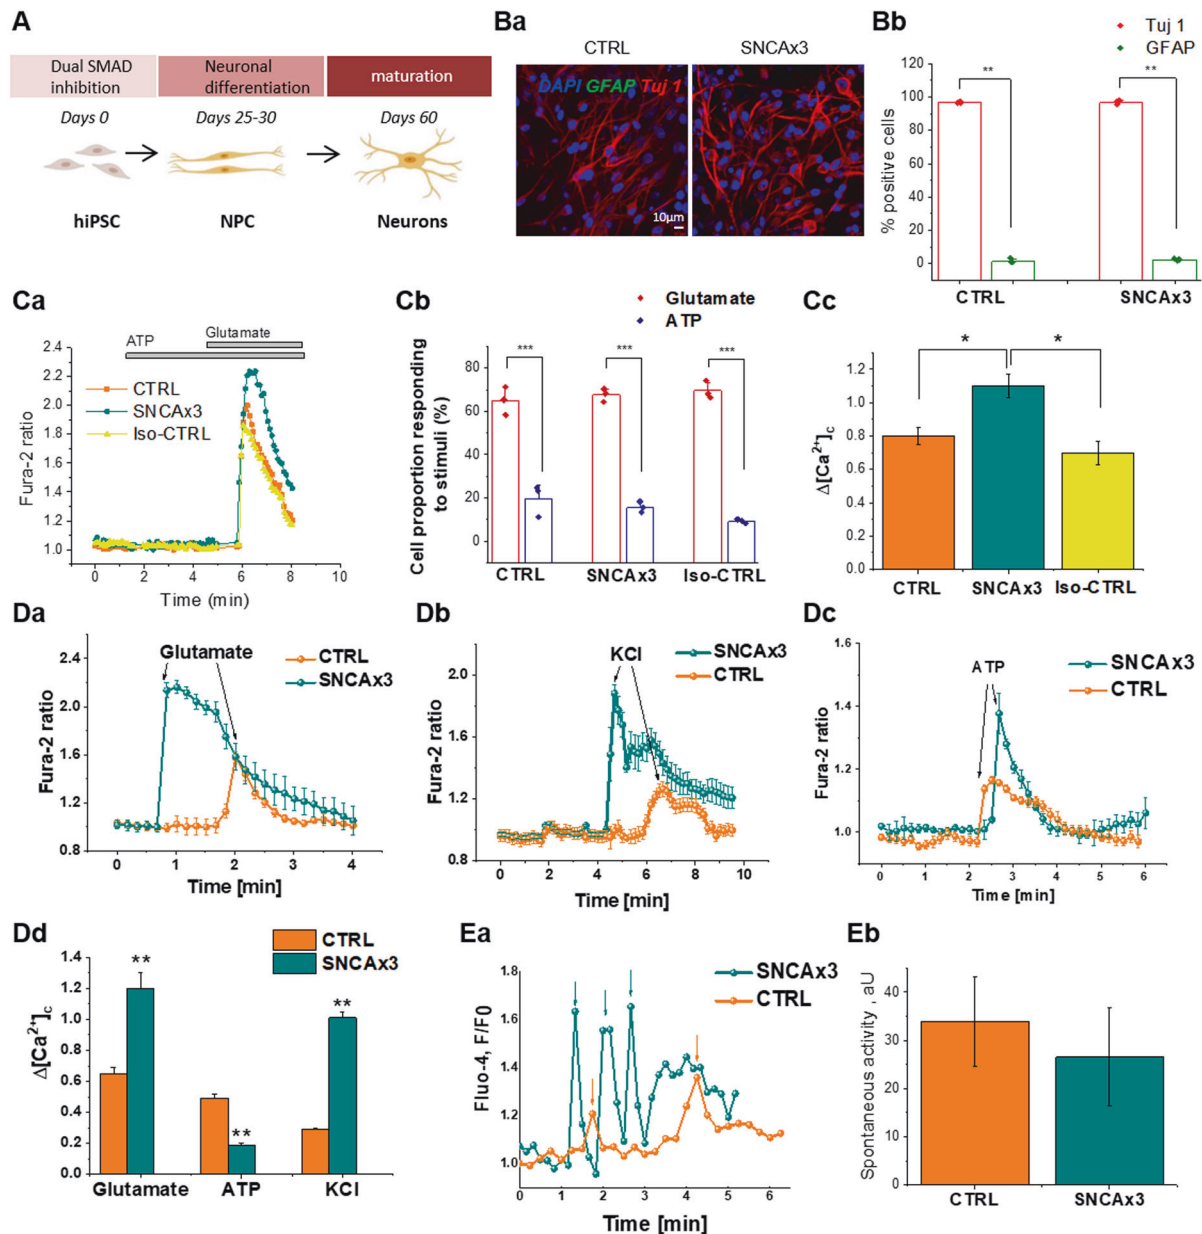 A
Dual SMAD
inhibition
Neuronal
differentiation
maturation
Days 0
Days 25-30
Days 60
hiPSC
NPC
Neurons
Ba
CTRL
SNCAx3
DAPI GFAP Tuj 1
10μm
Bb
Tuj 1
GFAP
**
**
120
100
80
60
40
20
0
% positive cells
CTRL
SNCAx3
Ca
ATP
Glutamate
2.4
2.2
2.0
1.8
1.6
1.4
1.2
1.0
Fura-2 ratio
CTRL
SNCAx3
Iso-CTRL
0
2
4
6
8
10
Time (min)
Cb
Glutamate
ATP
***
***
***
80
60
40
20
0
Cell proportion responding
to stimuli (%)
CTRL
SNCAx3
Iso-CTRL
Cc
*
*
1.2
1.0
0.8
0.6
0.4
0.2
0.0
Δ[Ca²⁺]c
CTRL
SNCAx3
Iso-CTRL
Da
Glutamate
CTRL
SNCAx3
2.4
2.0
1.6
1.2
0.8
Fura-2 ratio
0
1
2
3
4
Time [min]
Db
KCl
SNCAx3
CTRL
2.0
1.6
1.2
0.8
Fura-2 ratio
0
2
4
6
8
10
Time [min]
Dc
ATP
SNCAx3
CTRL
1.6
1.4
1.2
1.0
Fura-2 ratio
0
1
2
3
4
5
6
Time [min]
Dd
CTRL
SNCAx3
**
**
**
1.4
1.2
1.0
0.8
0.6
0.4
0.2
0.0
Δ[Ca²⁺]c
Glutamate
ATP
KCl
Ea
SNCAx3
CTRL
1.8
1.6
1.4
1.2
1.0
Fluo-4, F/F0
0
1
2
3
4
5
6
Time [min]
Eb
50
40
30
20
10
0
Spontaneous activity , aU
CTRL
SNCAx3